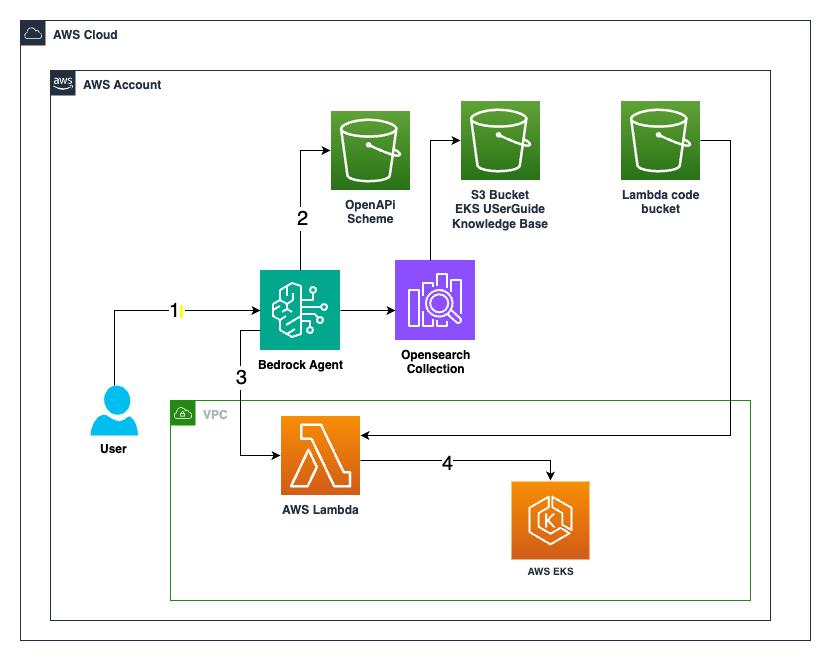 AWS Cloud
aws
AWS Account
OpenAPi
Scheme
S3 Bucket
EKS USerGuide
Knowledge Base
Lambda code
bucket
2
1
Bedrock Agent
Opensearch
Collection
3
User
VPC
AWS Lambda
4
K
AWS EKS